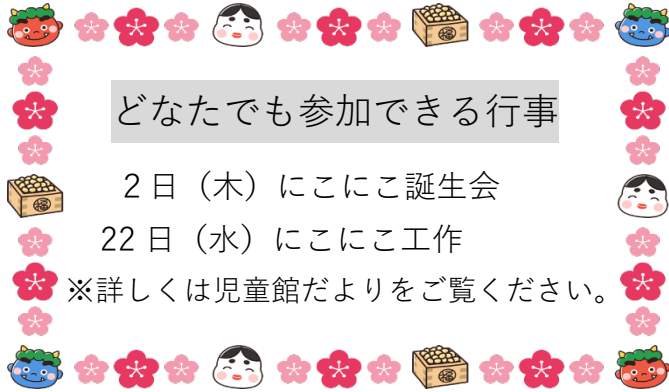 どなたでも参加できる行事
2日（木）にこにこ誕生会
22日（水）にこにこ工作
※詳しくは児童館だよりをご覧ください。